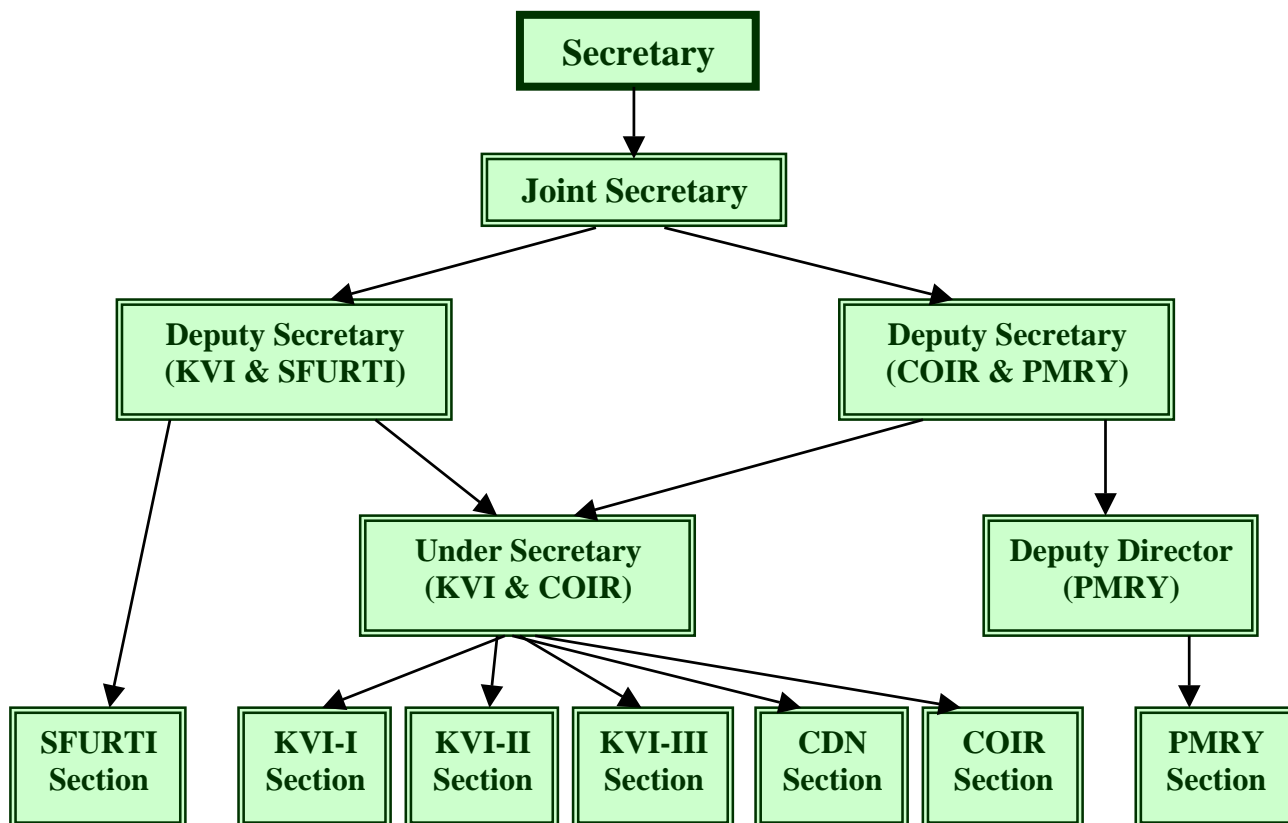 Secretary
Joint Secretary
Deputy Secretary
(KVI & SFURTI)
Deputy Secretary
(COIR & PMRY)
Under Secretary
(KVI & COIR)
Deputy Director
(PMRY)
SFURTI
Section
KVI-I
Section
KVI-II
Section
KVI-III
Section
CDN
Section
COIR
Section
PMRY
Section